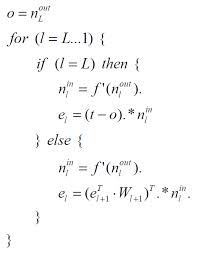 o = n_L^{out}
for (l = L...1) {
if (l = L) then {
n_l^{in} = f'(n_l^{out}).
e_l = (t − o).* n_l^{in}
} else {
n_l^{in} = f'(n_l^{out}).
e_l = (e_{l+1}^T · W_{l+1})^T .* n_l^{in}.
}
}